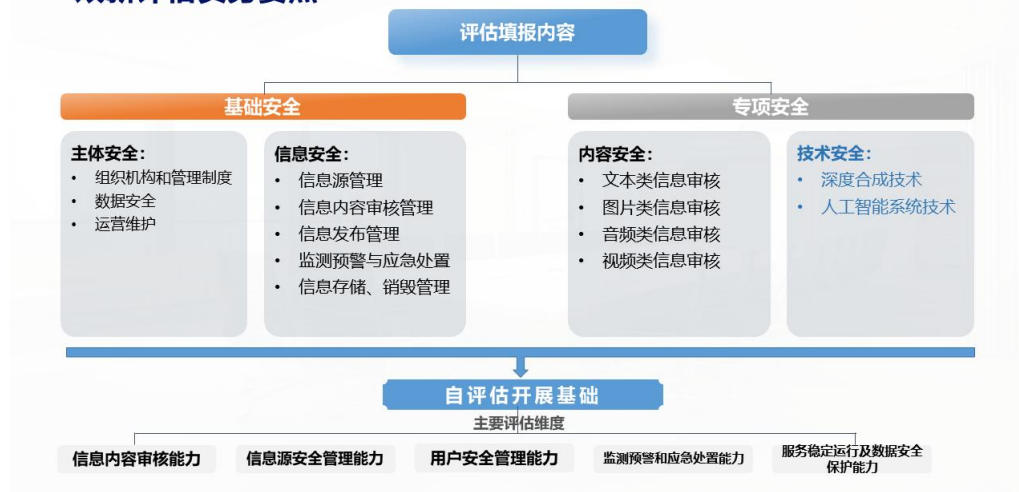 评估填报内容
基础安全
专项安全
主体安全：
• 组织机构和管理制度
• 数据安全
• 运营维护
信息安全：
• 信息源管理
• 信息内容审核管理
• 信息发布管理
• 监测预警与应急处置
• 信息存储、销毁管理
内容安全：
• 文本类信息审核
• 图片类信息审核
• 音频类信息审核
• 视频类信息审核
技术安全：
• 深度合成技术
• 人工智能系统技术
自评估开展基础
主要评估维度
信息内容审核能力
信息源安全管理能力
用户安全管理能力
监测预警和应急处置能力
服务稳定运行及数据安全
保护能力